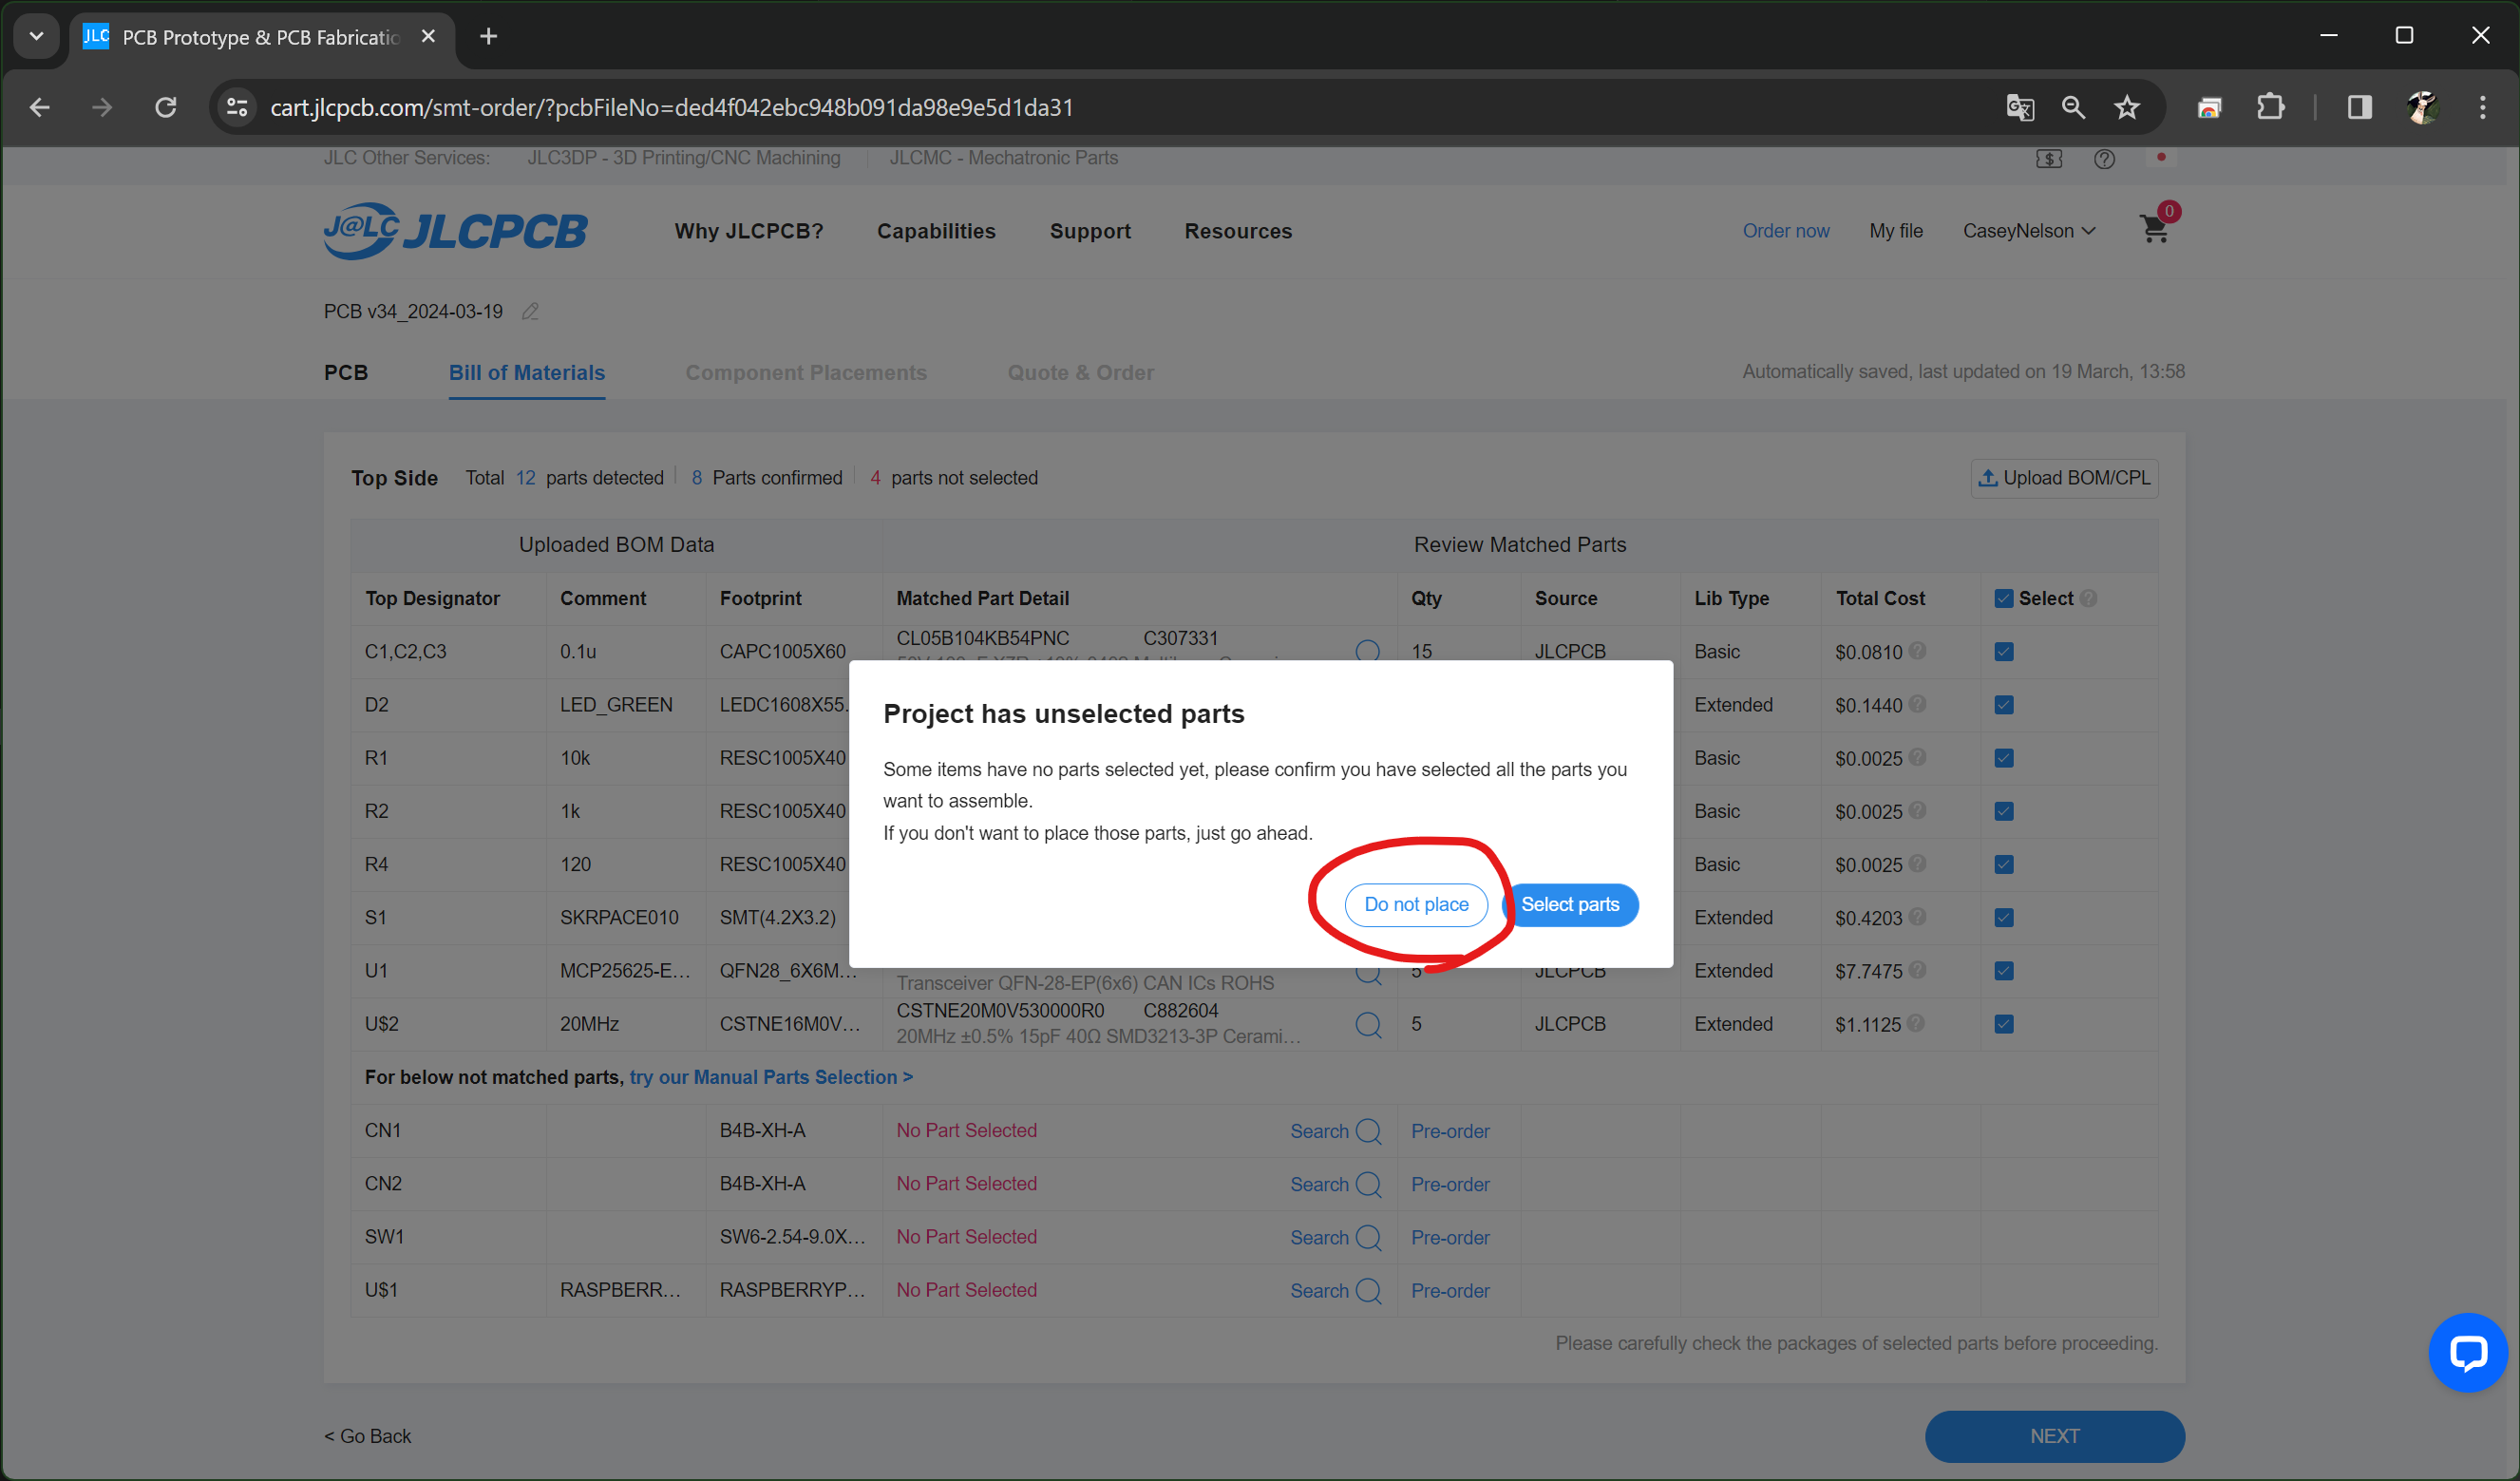 JLC PCB Prototype & PCB Fabricatio
cart.jlcpcb.com/smt-order/?pcbFileNo=ded4f042ebc948b091da98e9e5d1da31
JLC Other Services: JLC3DP - 3D Printing/CNC Machining JLCMC - Mechatronic Parts
J@LC JLCPCB Why JLCPCB? Capabilities Support Resources Order now My file CaseyNelson 0
PCB v34_2024-03-19
PCB Bill of Materials Component Placements Quote & Order Automatically saved, last updated on 19 March, 13:58
Top Side Total 12 parts detected 8 Parts confirmed 4 parts not selected Upload BOM/CPL
Uploaded BOM Data Review Matched Parts
Top Designator Comment Footprint Matched Part Detail Qty Source Lib Type Total Cost Select
C1,C2,C3 0.1u CAPC1005X60 CL05B104KB54PNC C307331 15 JLCPCB Basic $0.0810
D2 LED_GREEN LEDC1608X55. Extended $0.1440
R1 10k RESC1005X40 Basic $0.0025
R2 1k RESC1005X40 Basic $0.0025
R4 120 RESC1005X40 Basic $0.0025
S1 SKRPACE010 SMT(4.2X3.2) Extended $0.4203
U1 MCP25625-E... QFN28_6X6M... 5 JLCPCB Extended $7.7475
Transceiver QFN-28-EP(6x6) CAN ICs ROHS
U$2 20MHz CSTNE16M0V... CSTNE20M0V530000R0 C882604 5 JLCPCB Extended $1.1125
20MHz ±0.5% 15pF 40Ω SMD3213-3P Cerami...
Project has unselected parts
Some items have no parts selected yet, please confirm you have selected all the parts you
want to assemble.
If you don't want to place those parts, just go ahead.
Do not place Select parts
For below not matched parts, try our Manual Parts Selection >
CN1 B4B-XH-A No Part Selected Search Pre-order
CN2 B4B-XH-A No Part Selected Search Pre-order
SW1 SW6-2.54-9.0X... No Part Selected Search Pre-order
U$1 RASPBERR... RASPBERRYP... No Part Selected Search Pre-order
Please carefully check the packages of selected parts before proceeding.
< Go Back NEXT